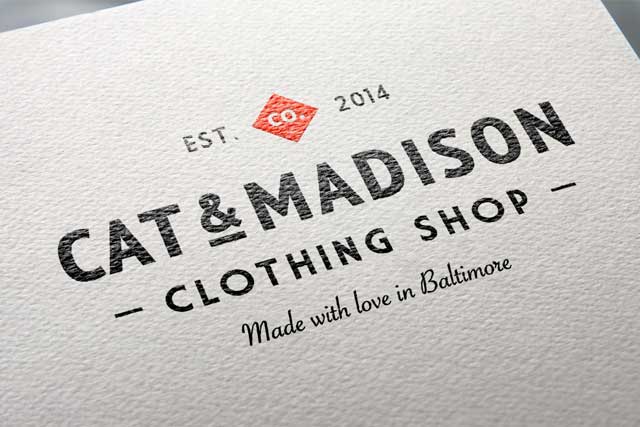 EST. CO. 2014
CAT & MADISON
— CLOTHING SHOP —
Made with love in Baltimore